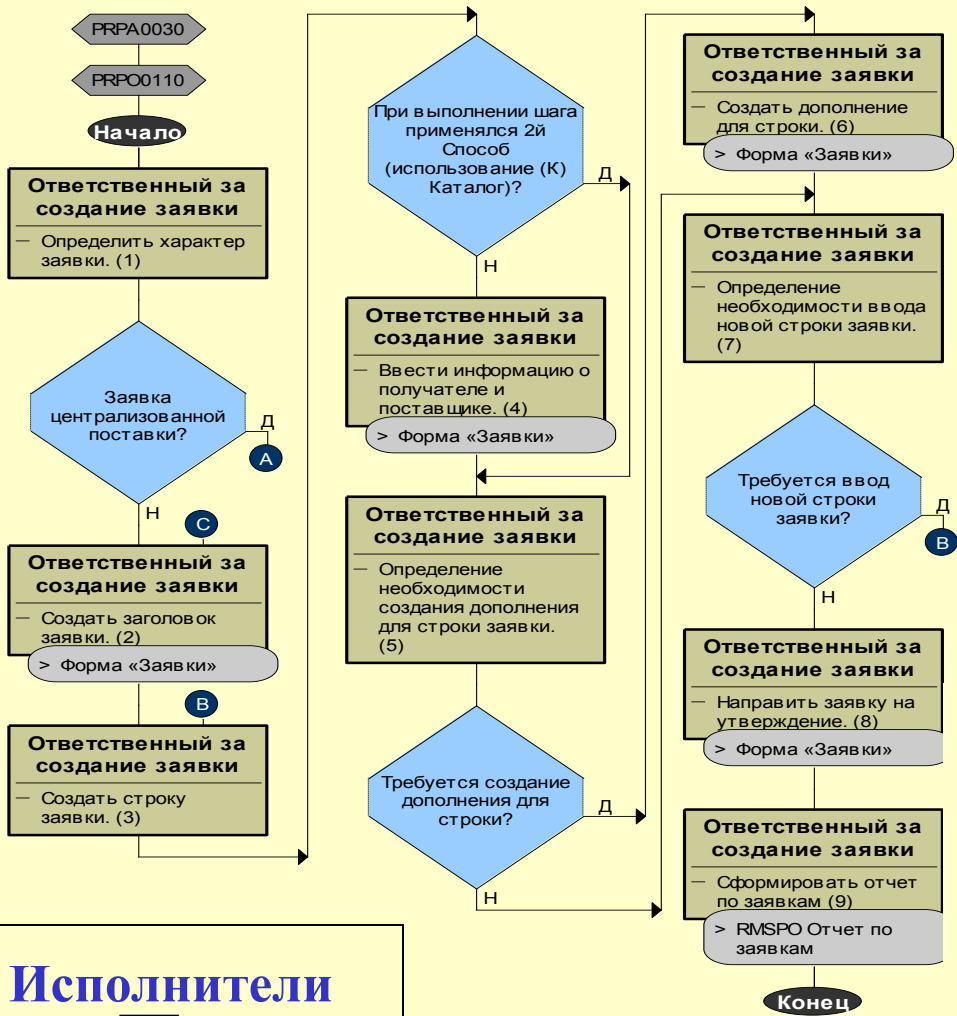 PRPA0030
PRPO0110
Начало
Ответственный за
создание заявки
— Определить характер
заявки. (1)
Заявка
централизованной
поставки?
Д
A
Н
C
Ответственный за
создание заявки
— Создать заголовок
заявки. (2)
> Форма «Заявки»
B
Ответственный за
создание заявки
— Создать строку
заявки. (3)
При выполнении шага
применялся 2й
Способ
(использование (К)
Каталог)?
Д
Н
Ответственный за
создание заявки
— Ввести информацию о
получателе и
поставщике. (4)
> Форма «Заявки»
Ответственный за
создание заявки
— Определение
необходимости
создания дополнения
для строки заявки.
(5)
Требуется создание
дополнения для
строки?
Д
Н
Ответственный за
создание заявки
— Создать дополнение
для строки. (6)
> Форма «Заявки»
Ответственный за
создание заявки
— Определение
необходимости ввода
новой строки заявки.
(7)
Требуется ввод
новой строки
заявки?
Д
B
Н
Ответственный за
создание заявки
— Направить заявку на
утверждение. (8)
> Форма «Заявки»
Ответственный за
создание заявки
— Сформировать отчет
по заявкам (9)
> RMSPO Отчет по
заявкам
Конец
Исполнители